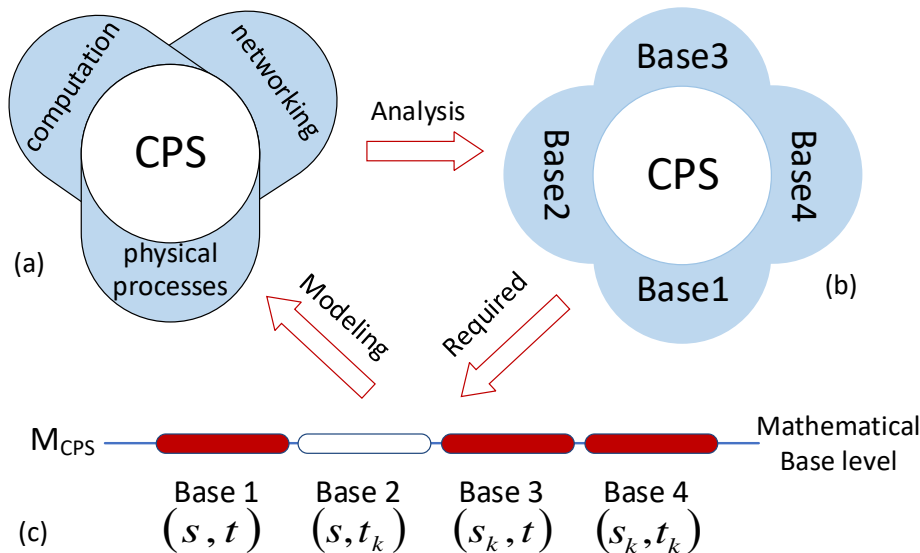 computation
networking
CPS
physical
processes
(a)
Analysis
Base3
Base2
CPS
Base4
Base1
(b)
Modeling
Required
M_CPS
Mathematical
Base level
Base 1 Base 2 Base 3 Base 4
(s, t) (s, t_k) (s_k, t) (s_k, t_k)
(c)